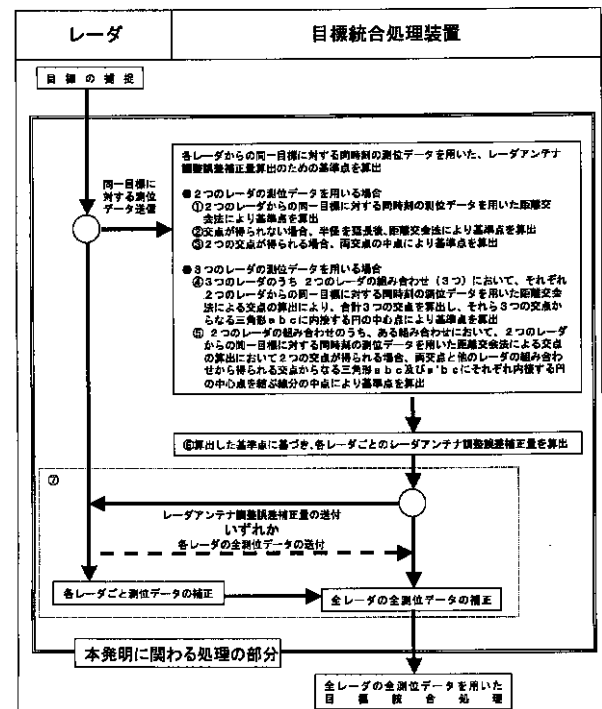 レーダ
目標統合処理装置
目標の捕捉
同一目標に
対する測位
データ送信
各レーダからの同一目標に対する同時刻の測位データを用いた、レーダアンテナ
調整誤差補正量算出のための基準点を算出
●2つのレーダの測位データを用いる場合
①2つのレーダからの同一目標に対する同時刻の測位データを用いた距離交
会法により基準点を算出
②交点が得られない場合、半径を延長後、距離交会法により基準点を算出
③2つの交点が得られる場合、両交点の中点により基準点を算出
●3つのレーダの測位データを用いる場合
④3つのレーダのうち 2つのレーダの組み合わせ(3つ)において、それぞれ
2つのレーダからの同一目標に対する同時刻の測位データを用いた距離交会
法による交点の算出により、合計3つの交点を算出し、それら3つの交点か
らなる三角形abcに内接する円の中心点により基準点を算出
⑤ 2つのレーダの組み合わせのうち、ある組み合わせにおいて、2つのレーダ
からの同一目標に対する同時刻の測位データを用いた距離交会法による交点
の算出において2つの交点が得られる場合、両交点と他のレーダの組み合わ
せから得られる交点からなる三角形abc及びa'bcにそれぞれ内接する円
の中心点を結ぶ線分の中点により基準点を算出
⑥算出した基準点に基づき、各レーダごとのレーダアンテナ調整誤差補正量を算出
⑦
レーダアンテナ調整誤差補正量の送付
いずれか
各レーダの全測位データの送付
各レーダごと測位データの補正
全レーダの全測位データの補正
本発明に関わる処理の部分
全レーダの全測位データを用いた
目標統合処理